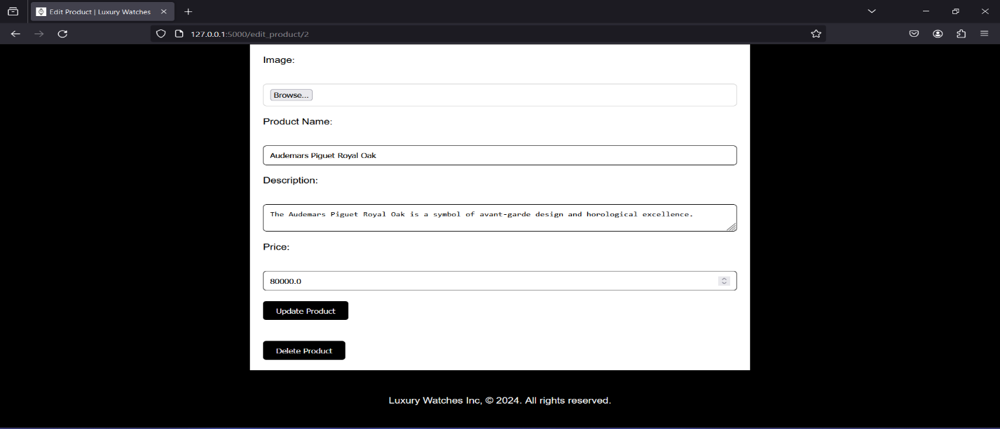 Edit Product | Luxury Watches
127.0.0.1:5000/edit_product/2
Image:
Browse...
Product Name:
Audemars Piguet Royal Oak
Description:
The Audemars Piguet Royal Oak is a symbol of avant-garde design and horological excellence.
Price:
80000.0
Update Product
Delete Product
Luxury Watches Inc, © 2024. All rights reserved.